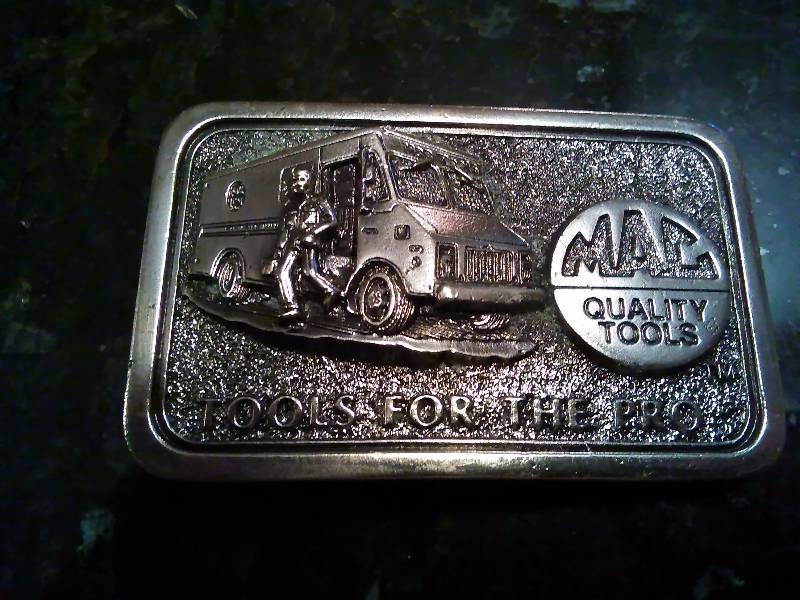 MAC
QUALITY
TOOLS
®
TM
TOOLS FOR THE PRO